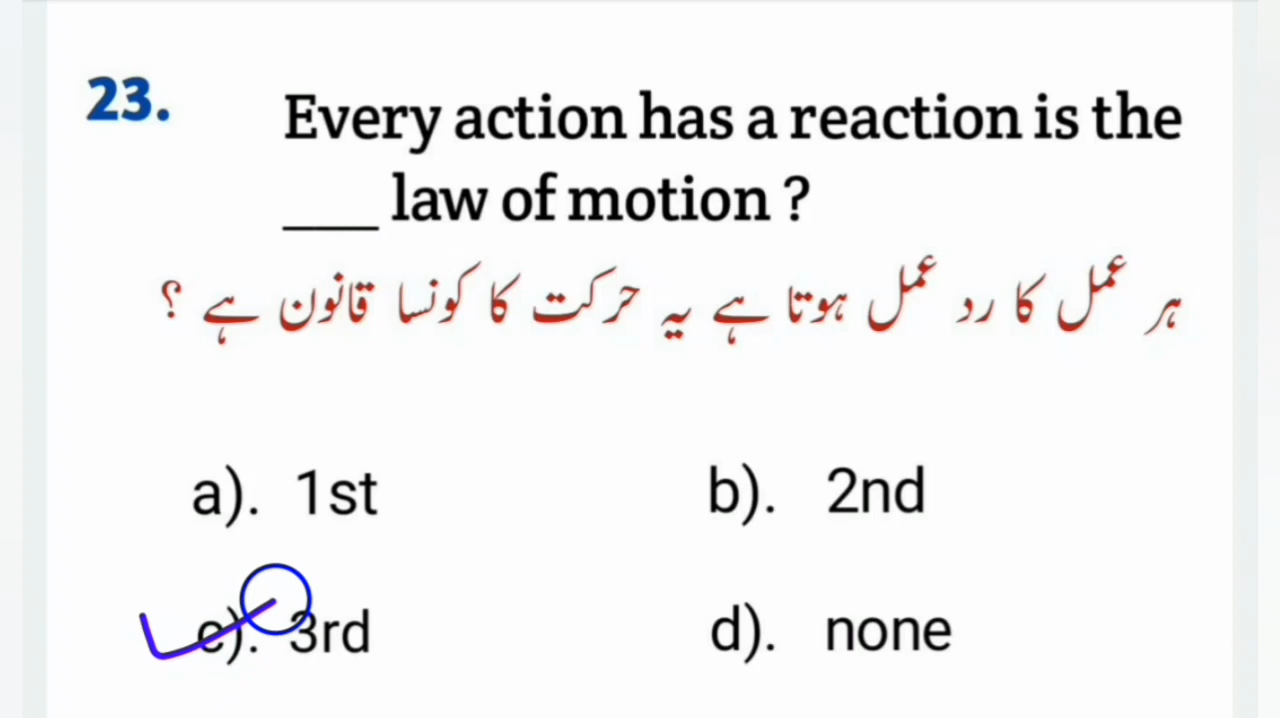 23. Every action has a reaction is the
___ law of motion ?
ہر عمل کا رد عمل ہوتا ہے یہ حرکت کا کونسا قانون ہے ؟
a). 1st b). 2nd
c). 3rd d). none